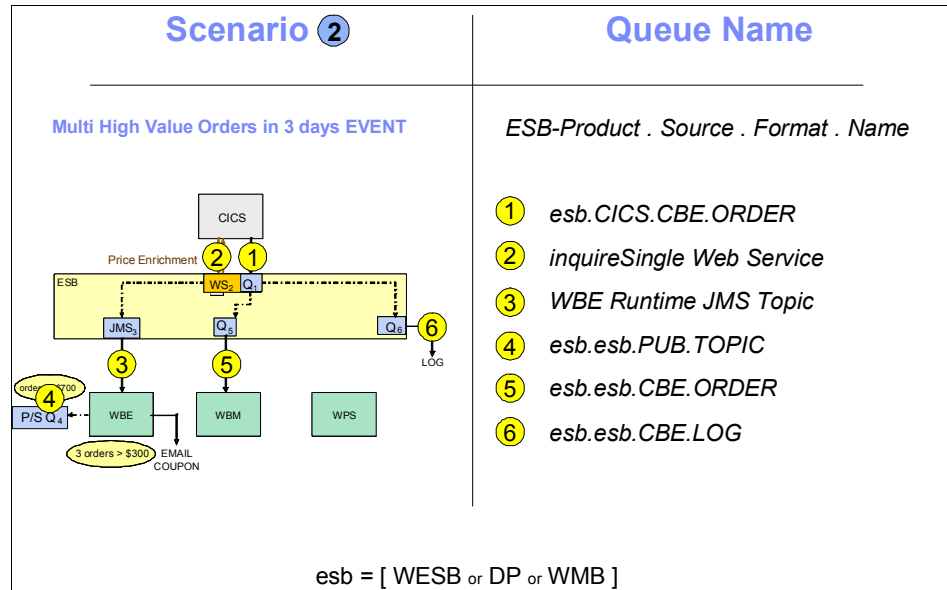 Scenario 2
Queue Name
Multi High Value Orders in 3 days EVENT
ESB-Product . Source . Format . Name
CICS
Price Enrichment
2
1
ESB
WS2
Q1
JMS3
Q5
Q6
6
LOG
3
5
4
700
P/S Q4
WBE
WBM
WPS
3 orders > $300
EMAIL
COUPON
1 esb.CICS.CBE.ORDER
2 inquireSingle Web Service
3 WBE Runtime JMS Topic
4 esb.esb.PUB.TOPIC
5 esb.esb.CBE.ORDER
6 esb.esb.CBE.LOG
esb = [ WESB or DP or WMB ]